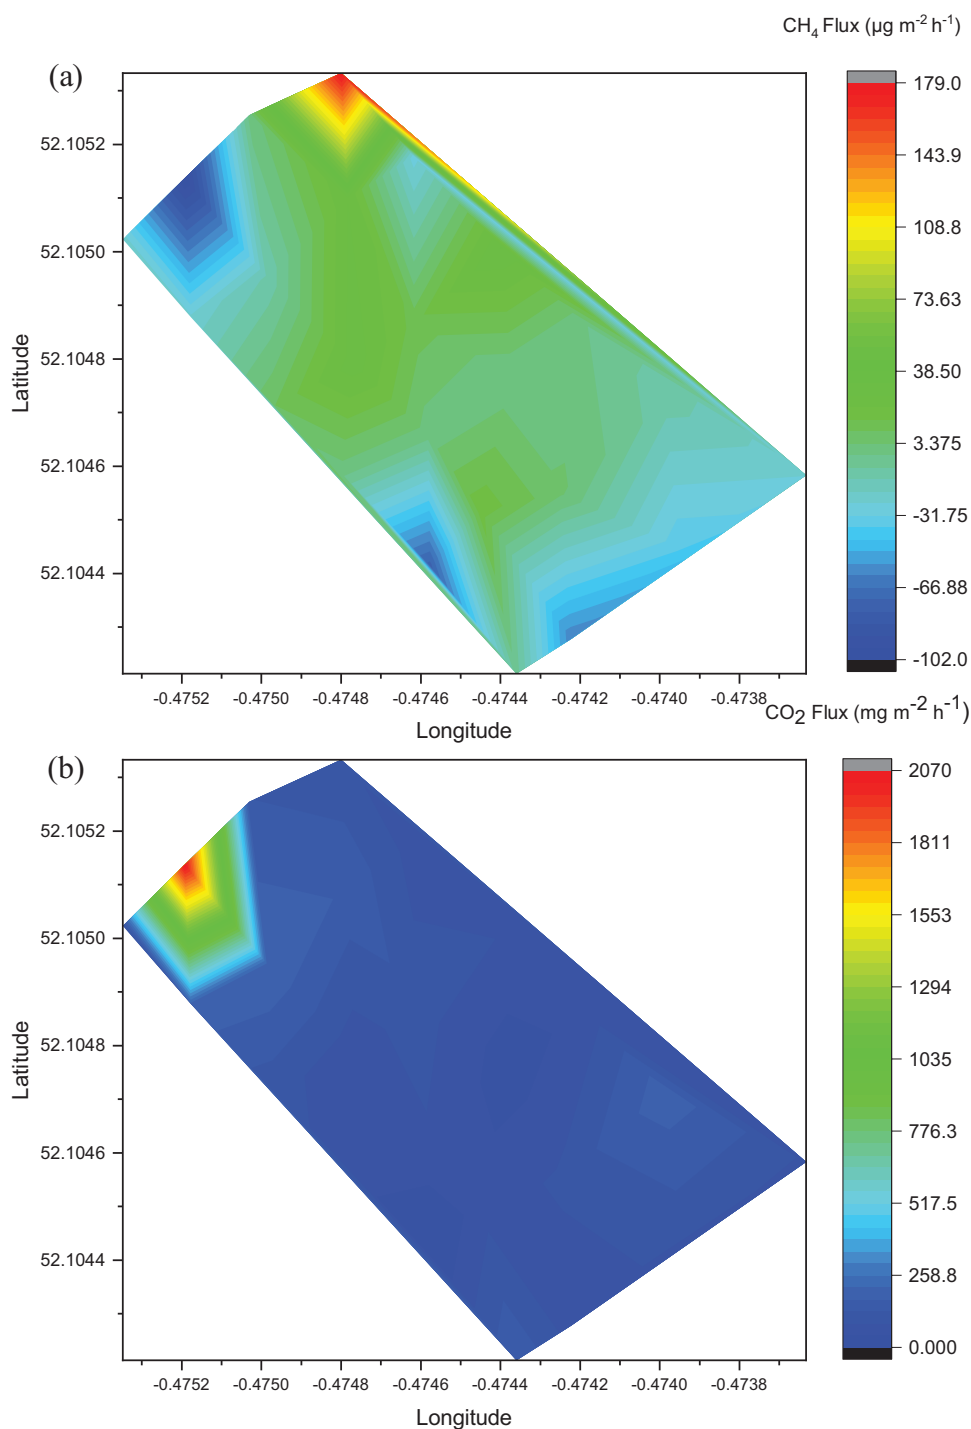 CH4 Flux (µg m-2 h-1)
(a)
179.0
143.9
108.8
73.63
38.50
3.375
-31.75
-66.88
-102.0
52.1052
52.1050
52.1048
52.1046
52.1044
Latitude
-0.4752 -0.4750 -0.4748 -0.4746 -0.4744 -0.4742 -0.4740 -0.4738
Longitude
CO2 Flux (mg m-2 h-1)
(b)
2070
1811
1553
1294
1035
776.3
517.5
258.8
0.000
52.1052
52.1050
52.1048
52.1046
52.1044
Latitude
-0.4752 -0.4750 -0.4748 -0.4746 -0.4744 -0.4742 -0.4740 -0.4738
Longitude